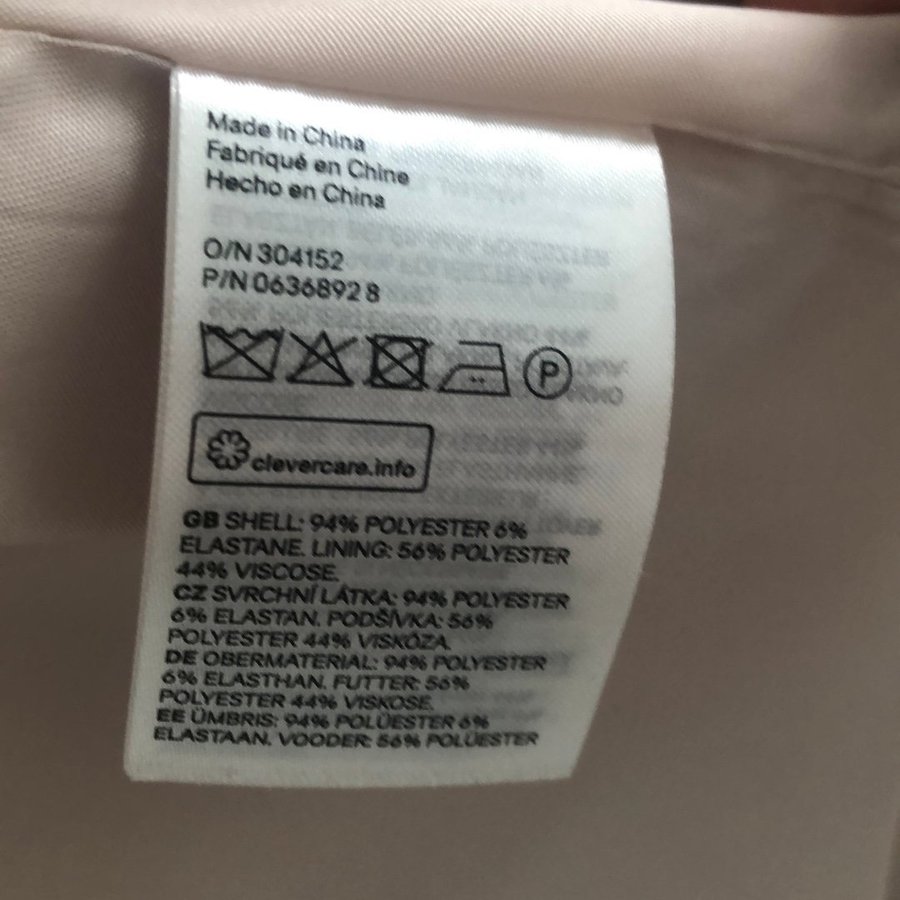 Made in China
Fabriqué en Chine
Hecho en China
O/N 304152
P/N 0636892 8
P
clevercare.info
GB SHELL: 94% POLYESTER 6%
ELASTANE. LINING: 56% POLYESTER
44% VISCOSE.
CZ SVRCHNÍ LÁTKA: 94% POLYESTER
6% ELASTAN. PODŠÍVKA: 56%
POLYESTER 44% VISKÓZA.
DE OBERMATERIAL: 94% POLYESTER
6% ELASTHAN. FUTTER: 56%
POLYESTER 44% VISKOSE.
EE ÜMBRIS: 94% POLÜESTER 6%
ELASTAAN. VOODER: 56% POLÜESTER